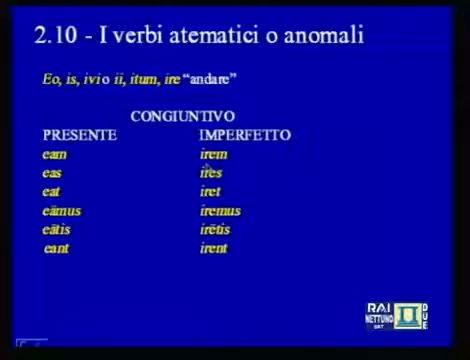 2.10 - I verbi atematici o anomali
Eo, is, ivi o ii, itum, ire “andare”
CONGIUNTIVO
PRESENTE IMPERFETTO
eam irem
eas ires
eat iret
eāmus iremus
eātis irētis
eant irent
RAI
NETTUNO
SAT
DUE